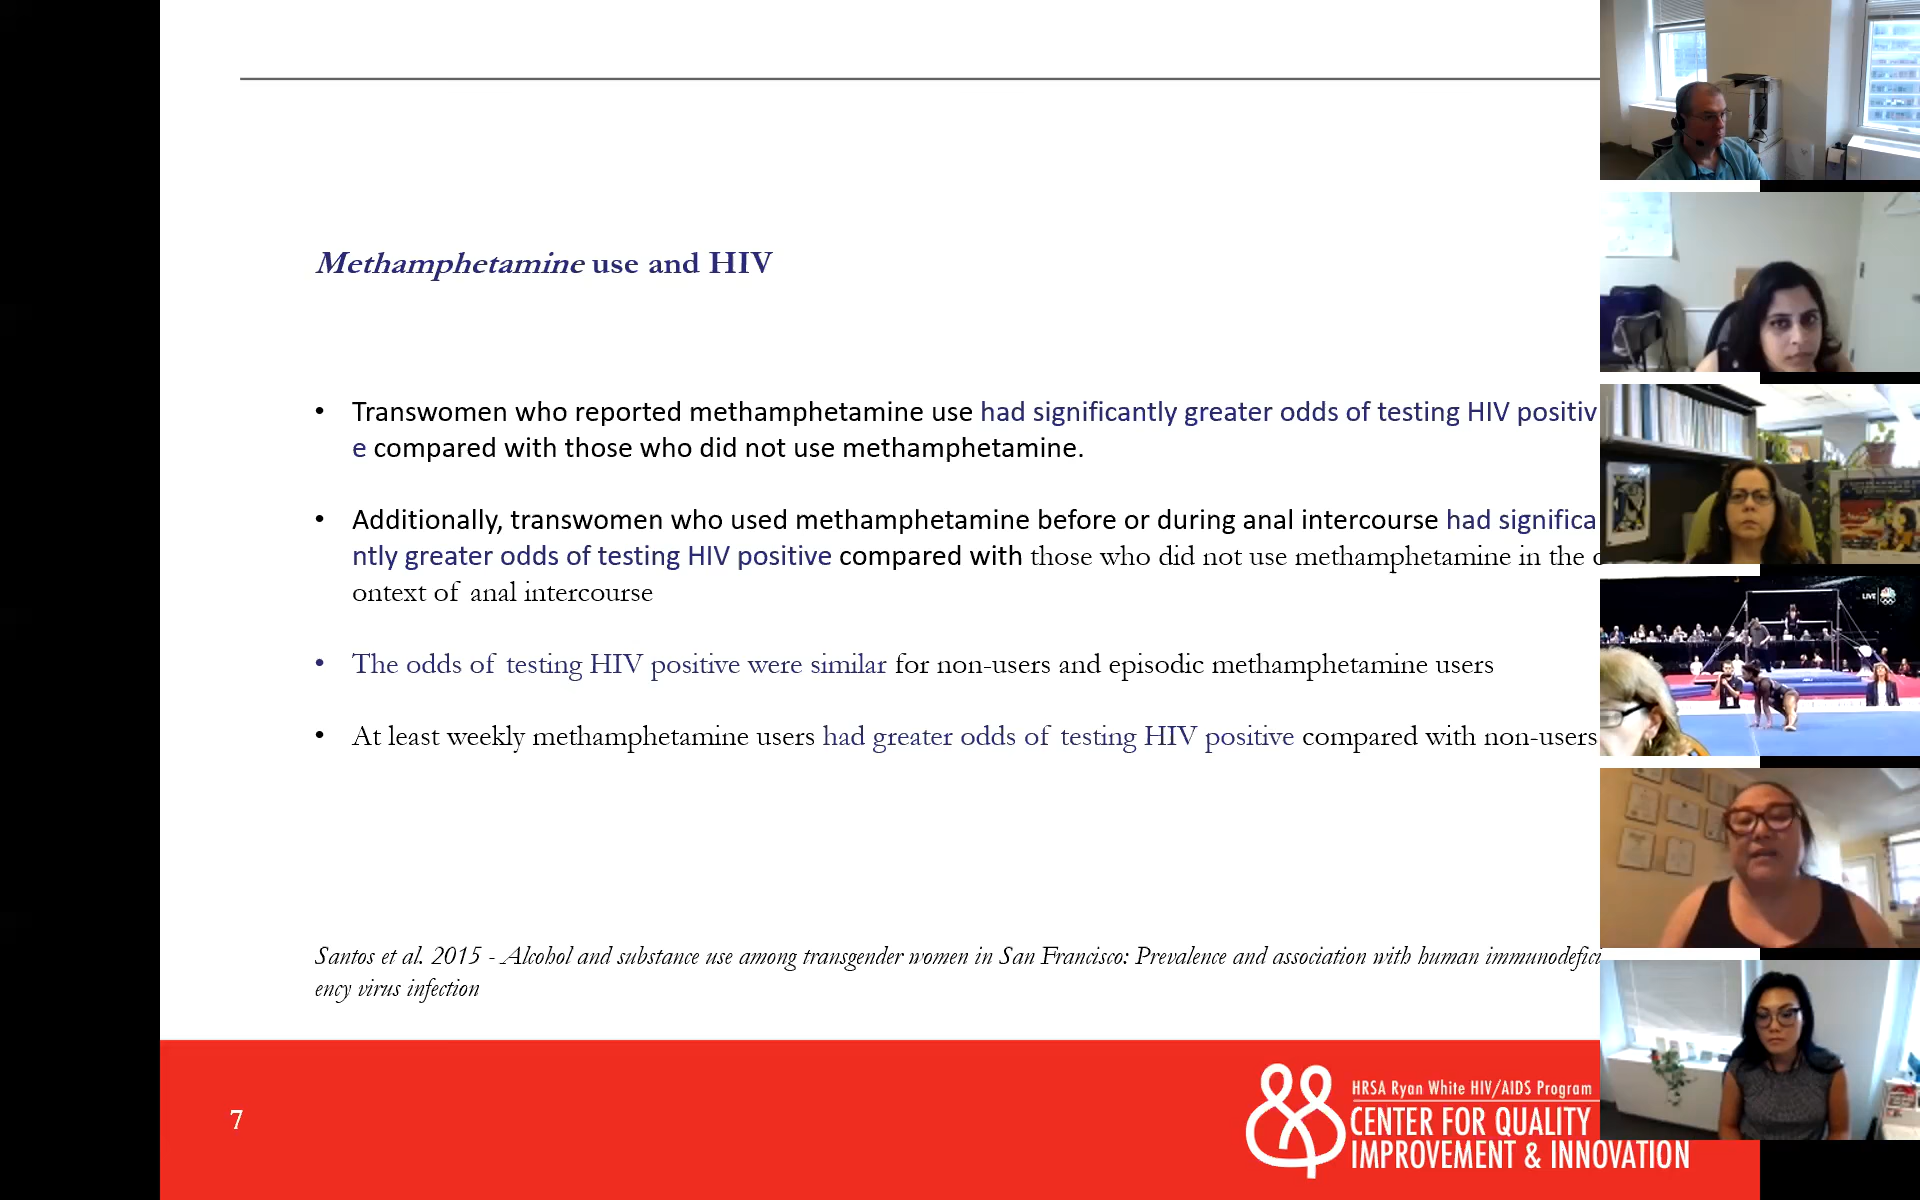 Methamphetamine use and HIV
• Transwomen who reported methamphetamine use had significantly greater odds of testing HIV positiv
e compared with those who did not use methamphetamine.
• Additionally, transwomen who used methamphetamine before or during anal intercourse had significa
ntly greater odds of testing HIV positive compared with those who did not use methamphetamine in the c
ontext of anal intercourse
• The odds of testing HIV positive were similar for non-users and episodic methamphetamine users
• At least weekly methamphetamine users had greater odds of testing HIV positive compared with non-users
Santos et al. 2015 - Alcohol and substance use among transgender women in San Francisco: Prevalence and association with human immunodefici
ency virus infection
LIVE
7
HRSA Ryan White HIV/AIDS Program
CENTER FOR QUALITY
IMPROVEMENT & INNOVATION